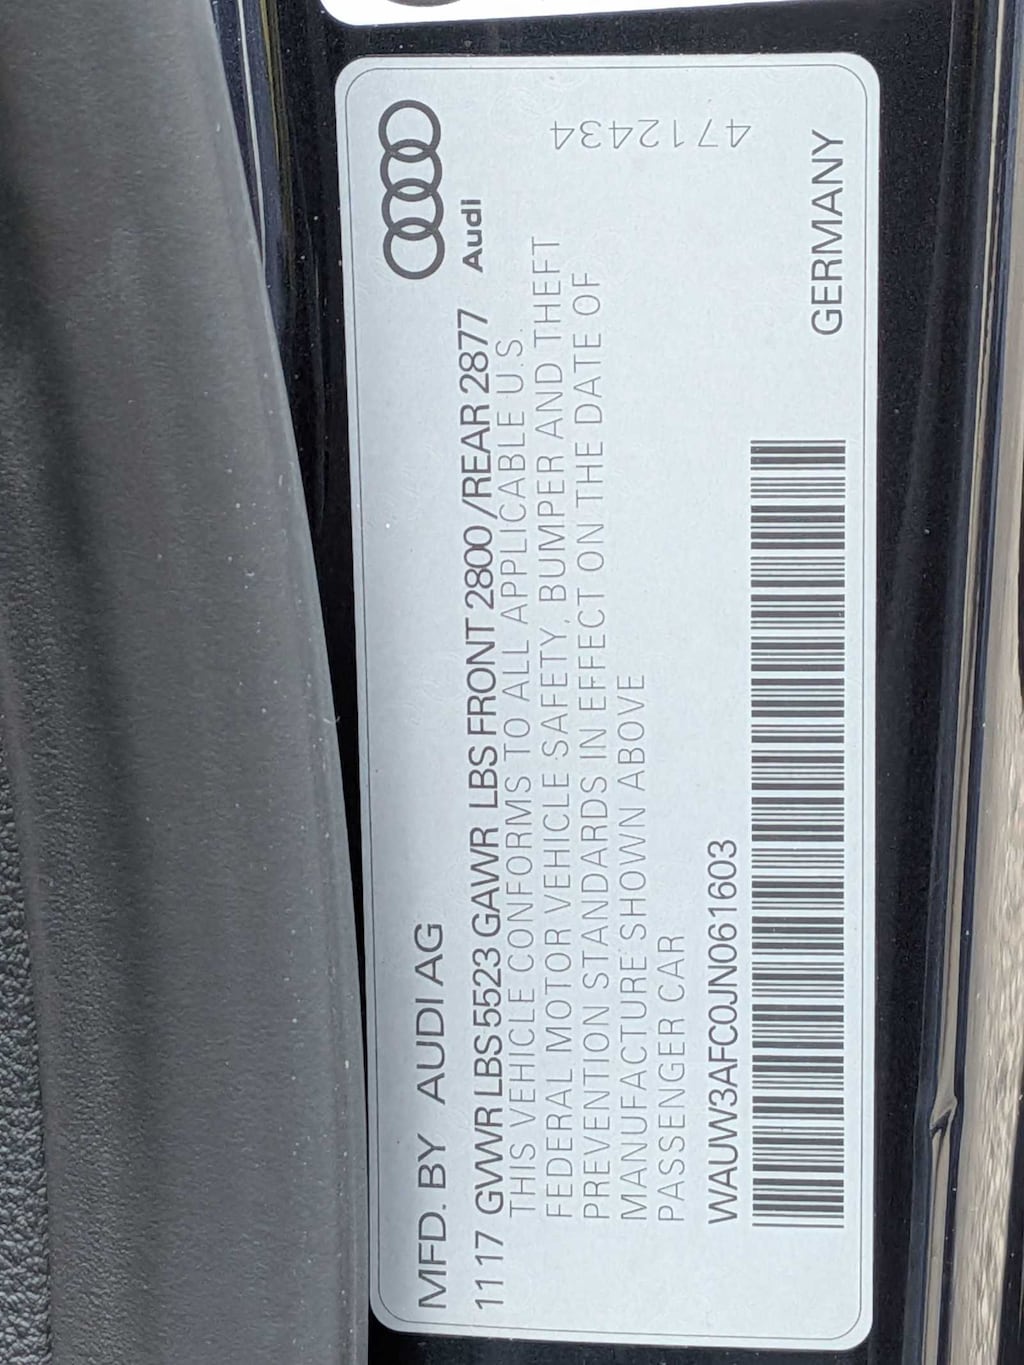 MFD. BY AUDI AG
11 17 GVWR LBS 5523 GAWR LBS FRONT 2800 /REAR 2877
Audi
THIS VEHICLE CONFORMS TO ALL APPLICABLE U.S.
FEDERAL MOTOR VEHICLE SAFETY, BUMPER AND THEFT
PREVENTION STANDARDS IN EFFECT ON THE DATE OF
MANUFACTURE SHOWN ABOVE
PASSENGER CAR
4712434
WAUW3AFC0JN061603
GERMANY